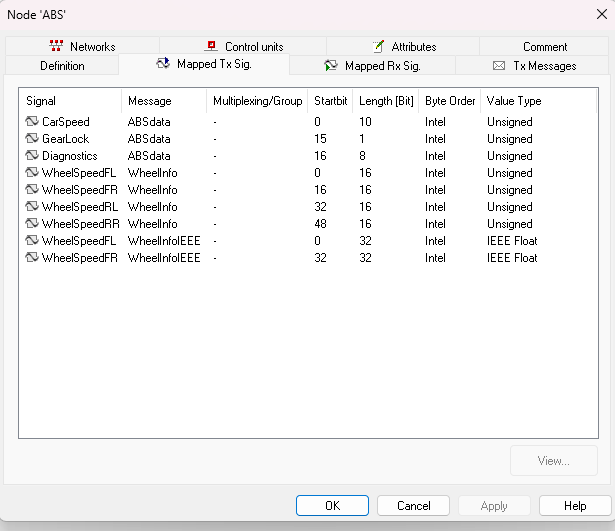 Node 'ABS'
Networks Control units Attributes Comment
Definition Mapped Tx Sig. Mapped Rx Sig. Tx Messages
Signal Message Multiplexing/Group Startbit Length [Bit] Byte Order Value Type
CarSpeed ABSdata - 0 10 Intel Unsigned
GearLock ABSdata - 15 1 Intel Unsigned
Diagnostics ABSdata - 16 8 Intel Unsigned
WheelSpeedFL WheelInfo - 0 16 Intel Unsigned
WheelSpeedFR WheelInfo - 16 16 Intel Unsigned
WheelSpeedRL WheelInfo - 32 16 Intel Unsigned
WheelSpeedRR WheelInfo - 48 16 Intel Unsigned
WheelSpeedFL WheelInfoIEEE - 0 32 Intel IEEE Float
WheelSpeedFR WheelInfoIEEE - 32 32 Intel IEEE Float
View...
OK Cancel Apply Help